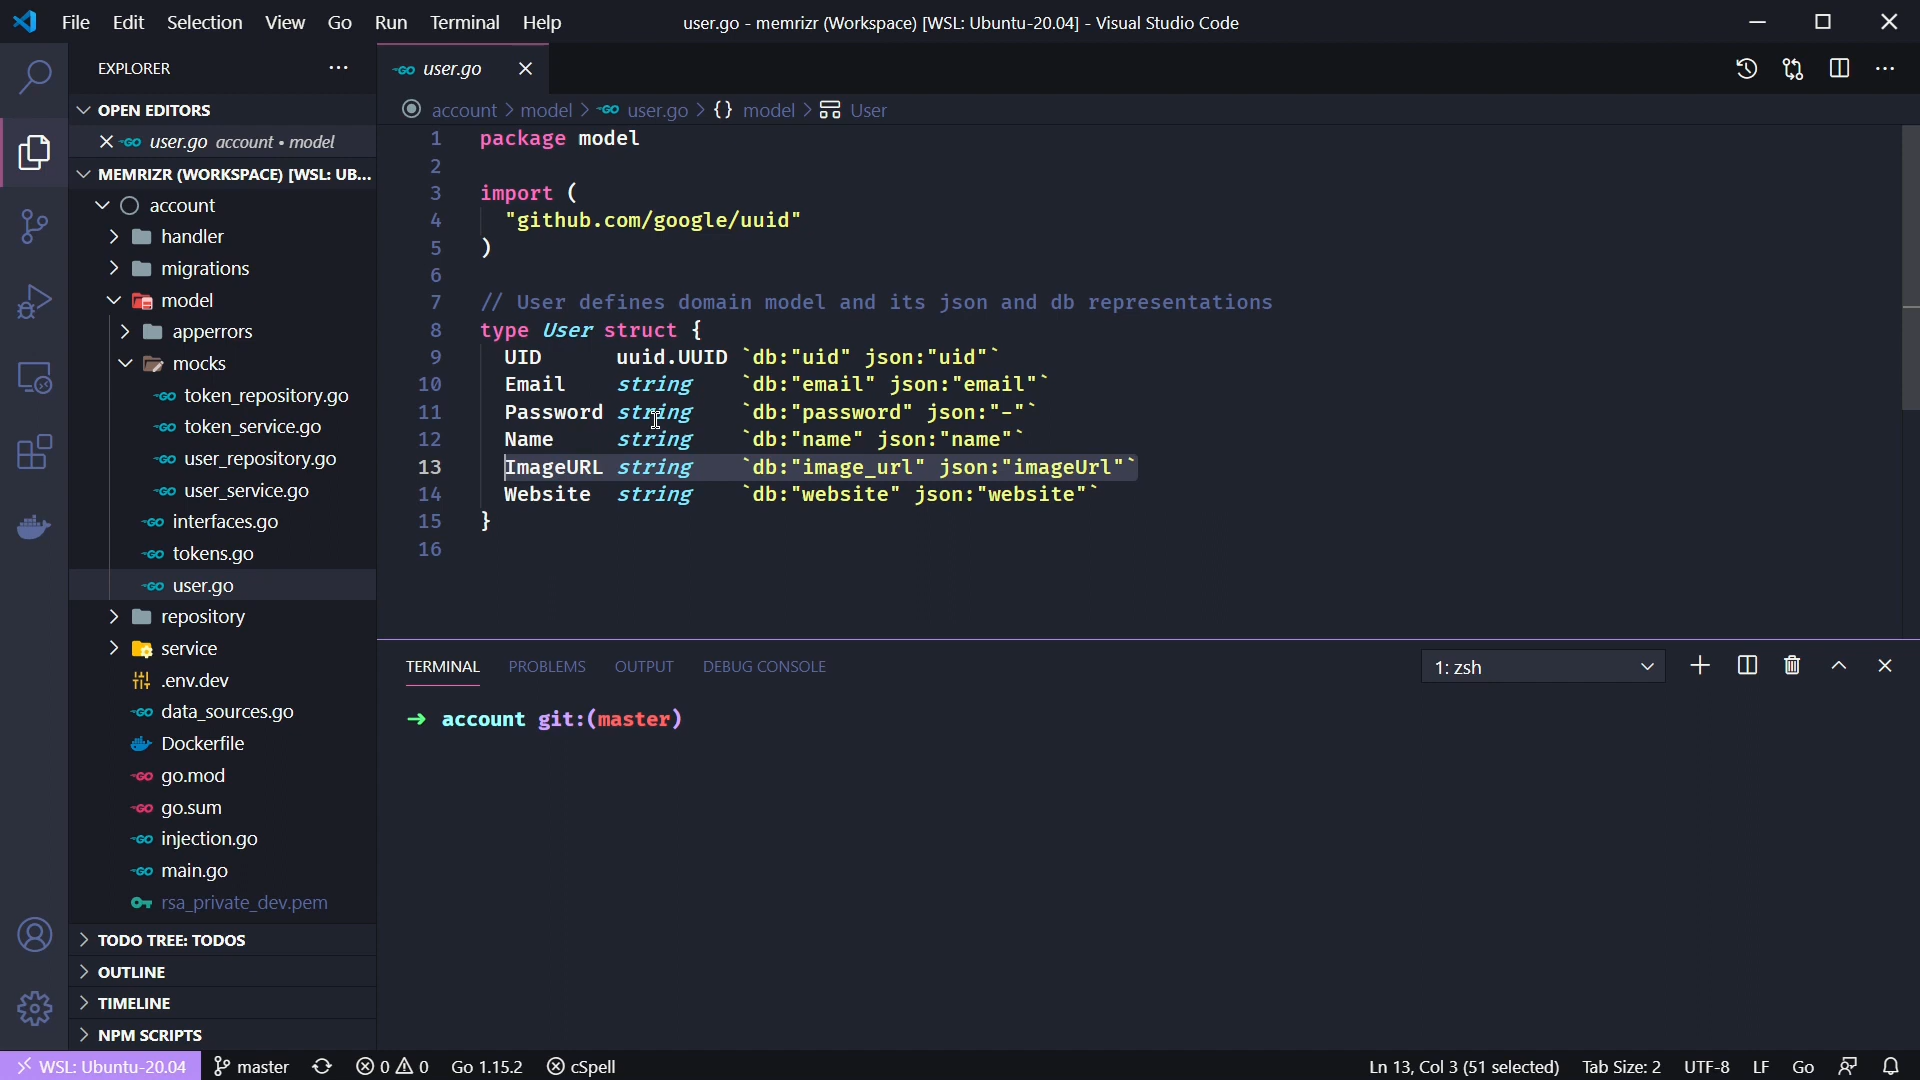 File Edit Selection View Go Run Terminal Help
user.go - memrizr (Workspace) [WSL: Ubuntu-20.04] - Visual Studio Code
EXPLORER
OPEN EDITORS
user.go account • model
MEMRIZR (WORKSPACE) [WSL: UB...
account
handler
migrations
model
apperrors
mocks
token_repository.go
token_service.go
user_repository.go
user_service.go
interfaces.go
tokens.go
user.go
repository
service
.env.dev
data_sources.go
Dockerfile
go.mod
go.sum
injection.go
main.go
rsa_private_dev.pem
TODO TREE: TODOS
OUTLINE
TIMELINE
NPM SCRIPTS
user.go
account > model > user.go > {} model > User
1 package model
2
3 import (
4 "github.com/google/uuid"
5 )
6
7 // User defines domain model and its json and db representations
8 type User struct {
9 UID uuid.UUID `db:"uid" json:"uid"`
10 Email string `db:"email" json:"email"`
11 Password string `db:"password" json:"-"`
12 Name string `db:"name" json:"name"`
13 ImageURL string `db:"image_url" json:"imageUrl"`
14 Website string `db:"website" json:"website"`
15 }
16
TERMINAL PROBLEMS OUTPUT DEBUG CONSOLE
1: zsh
→ account git:(master)
WSL: Ubuntu-20.04 master 0 0 Go 1.15.2 cSpell
Ln 13, Col 3 (51 selected) Tab Size: 2 UTF-8 LF Go